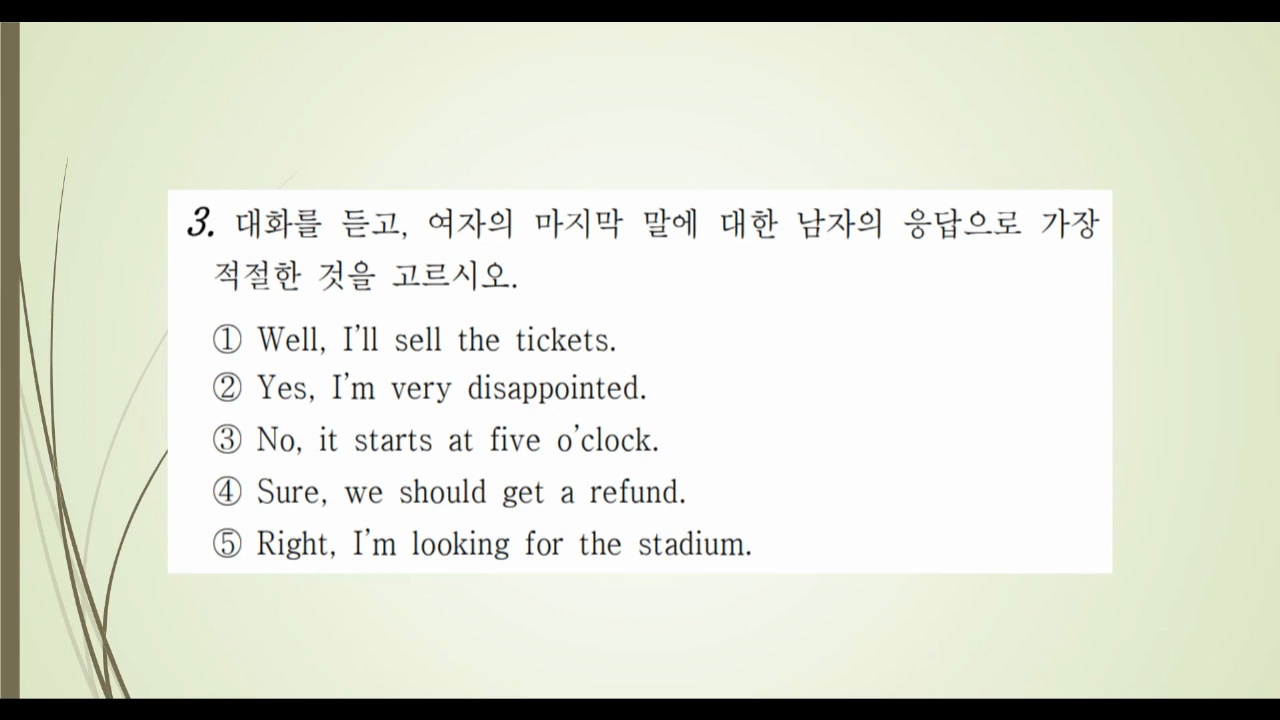 3. 대화를 듣고, 여자의 마지막 말에 대한 남자의 응답으로 가장
적절한 것을 고르시오.
① Well, I'll sell the tickets.
② Yes, I'm very disappointed.
③ No, it starts at five o'clock.
④ Sure, we should get a refund.
⑤ Right, I'm looking for the stadium.